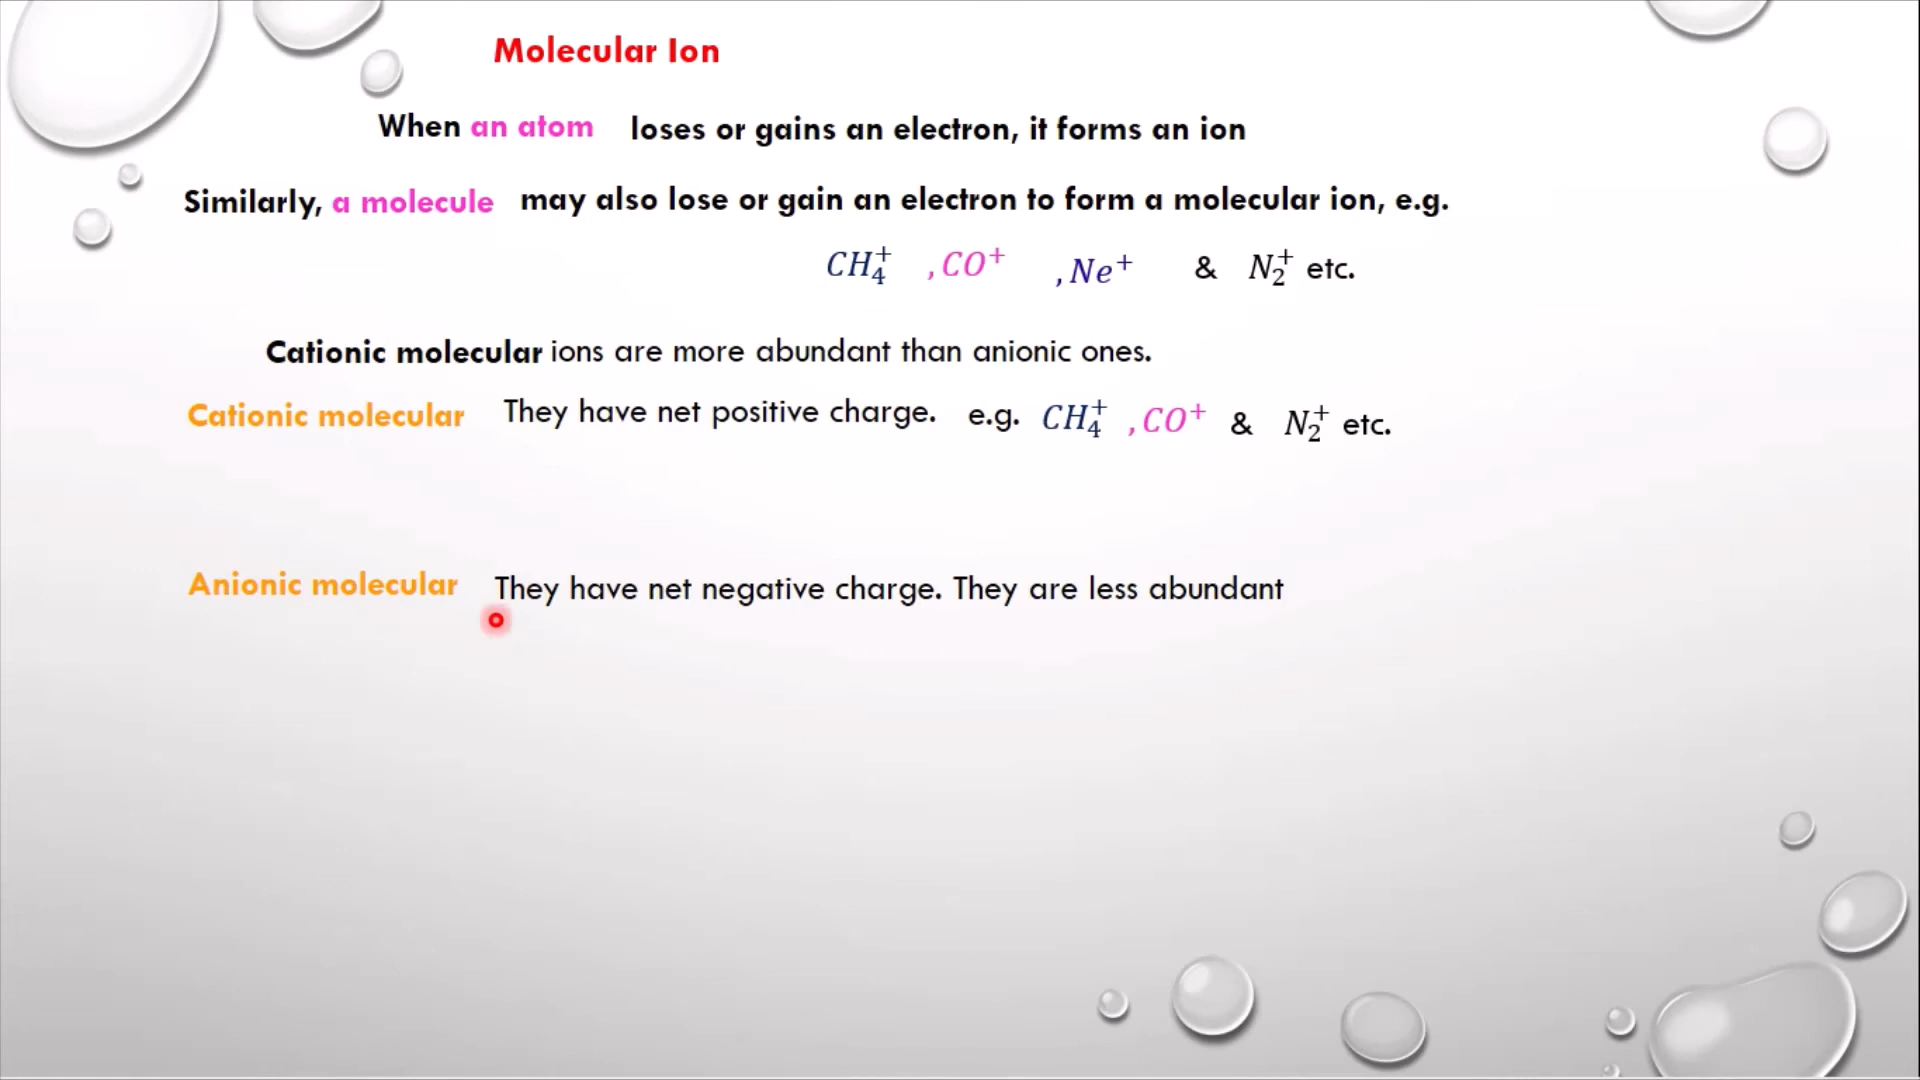 Molecular Ion
When an atom loses or gains an electron, it forms an ion
Similarly, a molecule may also lose or gain an electron to form a molecular ion, e.g.
CH₄⁺ , CO⁺ , Ne⁺ & N₂⁺ etc.
Cationic molecular ions are more abundant than anionic ones.
Cationic molecular They have net positive charge. e.g. CH₄⁺ , CO⁺ & N₂⁺ etc.
Anionic molecular They have net negative charge. They are less abundant